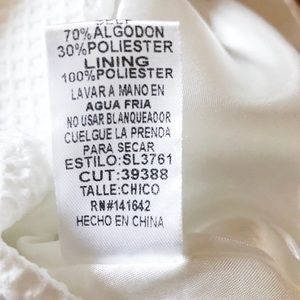 SELF
70%ALGODON
30%POLIESTER
LINING
100%POLIESTER
LAVAR A MANO EN
AGUA FRIA
NO USAR BLANQUEADOR
CUELGUE LA PRENDA
PARA SECAR
ESTILO:SL3761
CUT:39388
TALLE:CHICO
RN#141642
HECHO EN CHINA